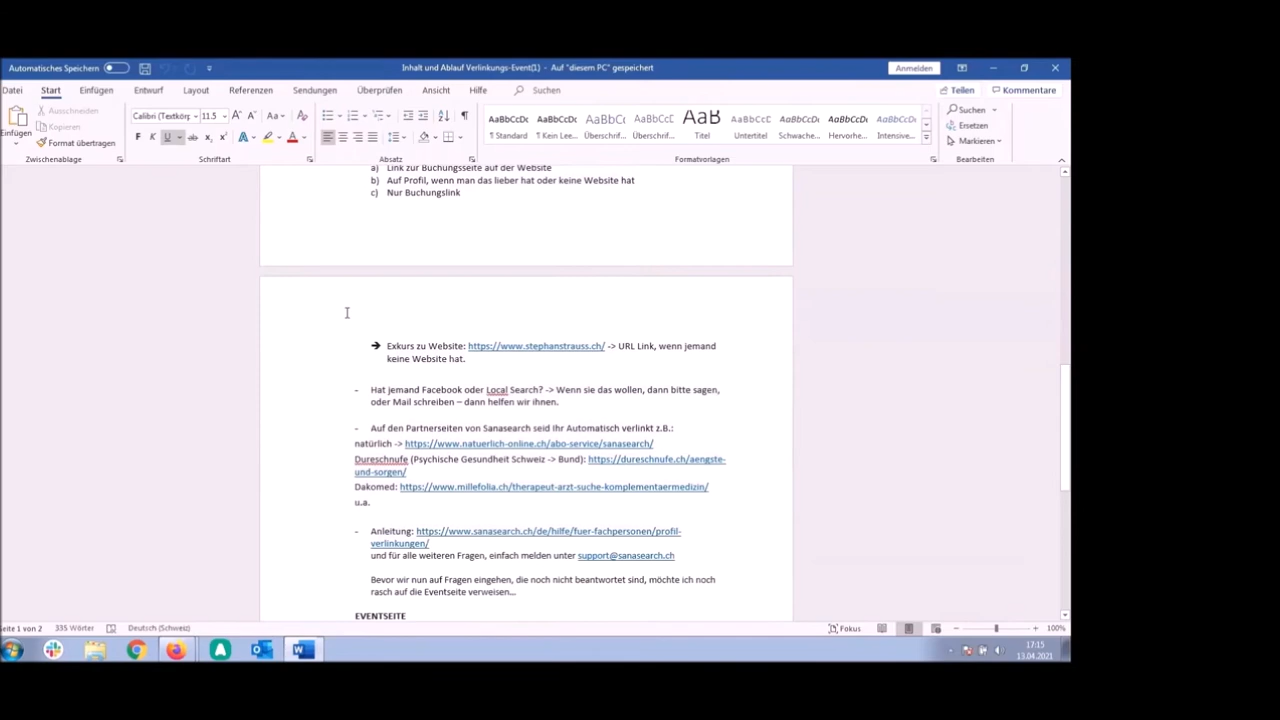 Automatisches Speichern
Inhalt und Ablauf Verlinkungs-Event(1) - Auf "diesem PC" gespeichert
Anmelden
Datei Start Einfügen Entwurf Layout Referenzen Sendungen Überprüfen Ansicht Hilfe Suchen
Teilen Kommentare
Ausschneiden
Kopieren
Format übertragen
Einfügen
Zwischenablage
Calibri (Textkörp 11.5
F K U
Schriftart
Absatz
AaBbCcDc AaBbCcDc AaBbCc AaBbCcC AaB AaBbCcC AaBbCcDc AaBbCcDc AaBbCcDc
¶ Standard ¶ Kein Lee... Überschrif... Überschrif... Titel Untertitel Schwache... Hervorhe... Intensive...
Formatvorlagen
Suchen
Ersetzen
Markieren
Bearbeiten
a) Link zur Buchungsseite auf der Website
b) Auf Profil, wenn man das lieber hat oder keine Website hat
c) Nur Buchungslink
➔ Exkurs zu Website: https://www.stephanstrauss.ch/ -> URL Link, wenn jemand
keine Website hat.
- Hat jemand Facebook oder Local Search? -> Wenn sie das wollen, dann bitte sagen,
oder Mail schreiben – dann helfen wir ihnen.
- Auf den Partnerseiten von Sanasearch seid Ihr Automatisch verlinkt z.B.:
natürlich -> https://www.natuerlich-online.ch/abo-service/sanasearch/
Dureschnufe (Psychische Gesundheit Schweiz -> Bund): https://dureschnufe.ch/aengste-
und-sorgen/
Dakomed: https://www.millefolia.ch/therapeut-arzt-suche-komplementaermedizin/
u.a.
- Anleitung: https://www.sanasearch.ch/de/hilfe/fuer-fachpersonen/profil-
verlinkungen/
und für alle weiteren Fragen, einfach melden unter support@sanasearch.ch
Bevor wir nun auf Fragen eingehen, die noch nicht beantwortet sind, möchte ich noch
rasch auf die Eventseite verweisen...
EVENTSEITE
Seite 1 von 2 335 Wörter Deutsch (Schweiz)
Fokus
100%
17:15
13.04.2021